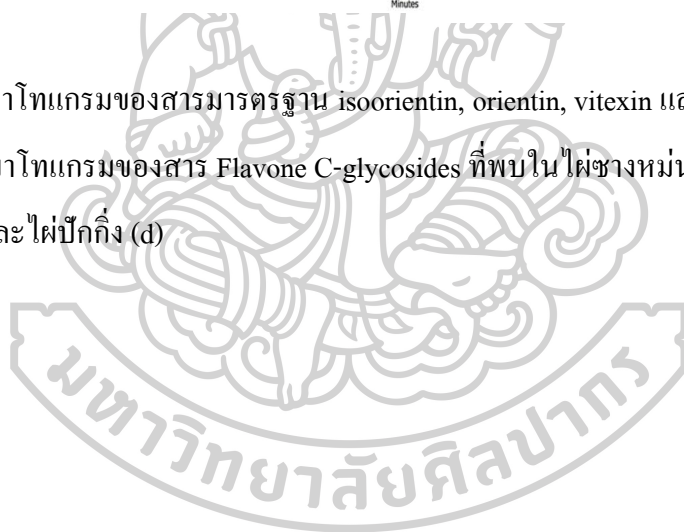 Minutes
าโทแกรมของสารมารตรฐาน isoorientin, orientin, vitexin แล
มาโทแกรมของสาร Flavone C-glycosides ที่พบในไผ่ซางหม่น
ละไผ่ปักกิ่ง (d)
มหาวิทยาลัยศิลปากร